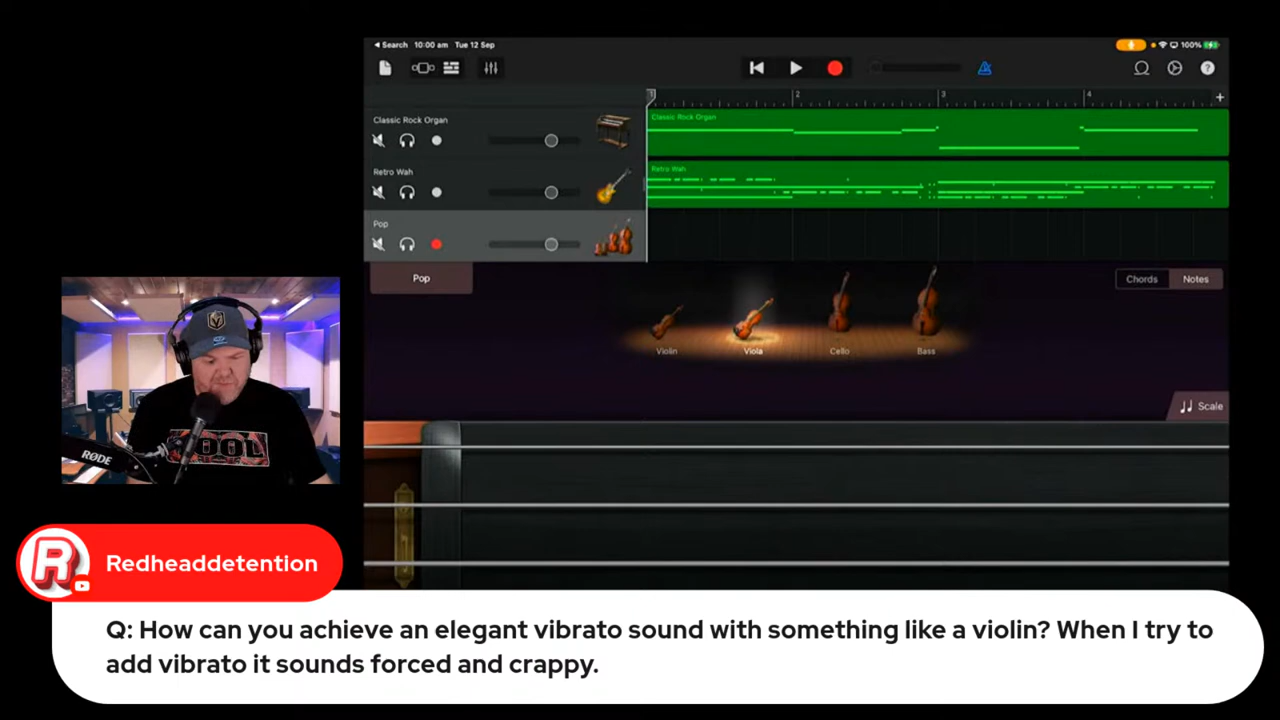 Search 10:00 am Tue 12 Sep
100%
1 2 3 4
Classic Rock Organ
Classic Rock Organ
Retro Wah
Retro Wah
Pop
Pop
Chords Notes
Violin Viola Cello Bass
Scale
RØDE
Redheaddetention
Q: How can you achieve an elegant vibrato sound with something like a violin? When I try to
add vibrato it sounds forced and crappy.